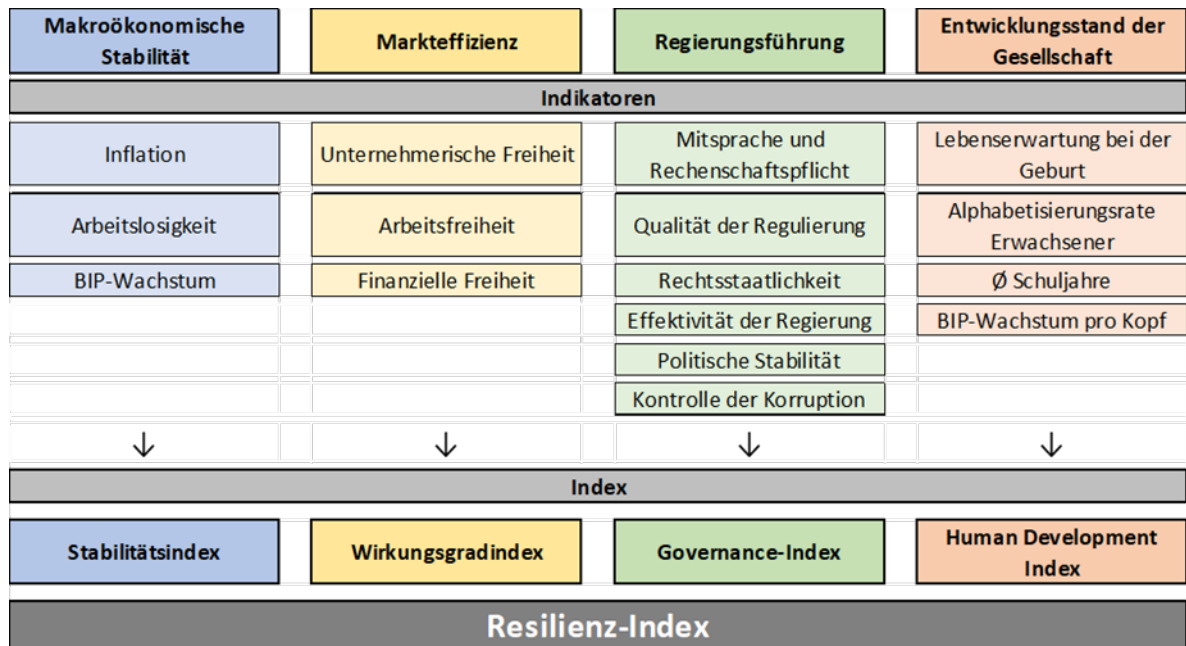 Makroökonomische
Stabilität
Markteffizienz
Regierungsführung
Entwicklungsstand der
Gesellschaft
Indikatoren
Inflation
Unternehmerische Freiheit
Mitsprache und
Rechenschaftspflicht
Lebenserwartung bei der
Geburt
Arbeitslosigkeit
Arbeitsfreiheit
Qualität der Regulierung
Alphabetisierungsrate
Erwachsener
BIP-Wachstum
Finanzielle Freiheit
Rechtsstaatlichkeit
Ø Schuljahre
Effektivität der Regierung
BIP-Wachstum pro Kopf
Politische Stabilität
Kontrolle der Korruption
↓ ↓ ↓ ↓
Index
Stabilitätsindex
Wirkungsgradindex
Governance-Index
Human Development
Index
Resilienz-Index